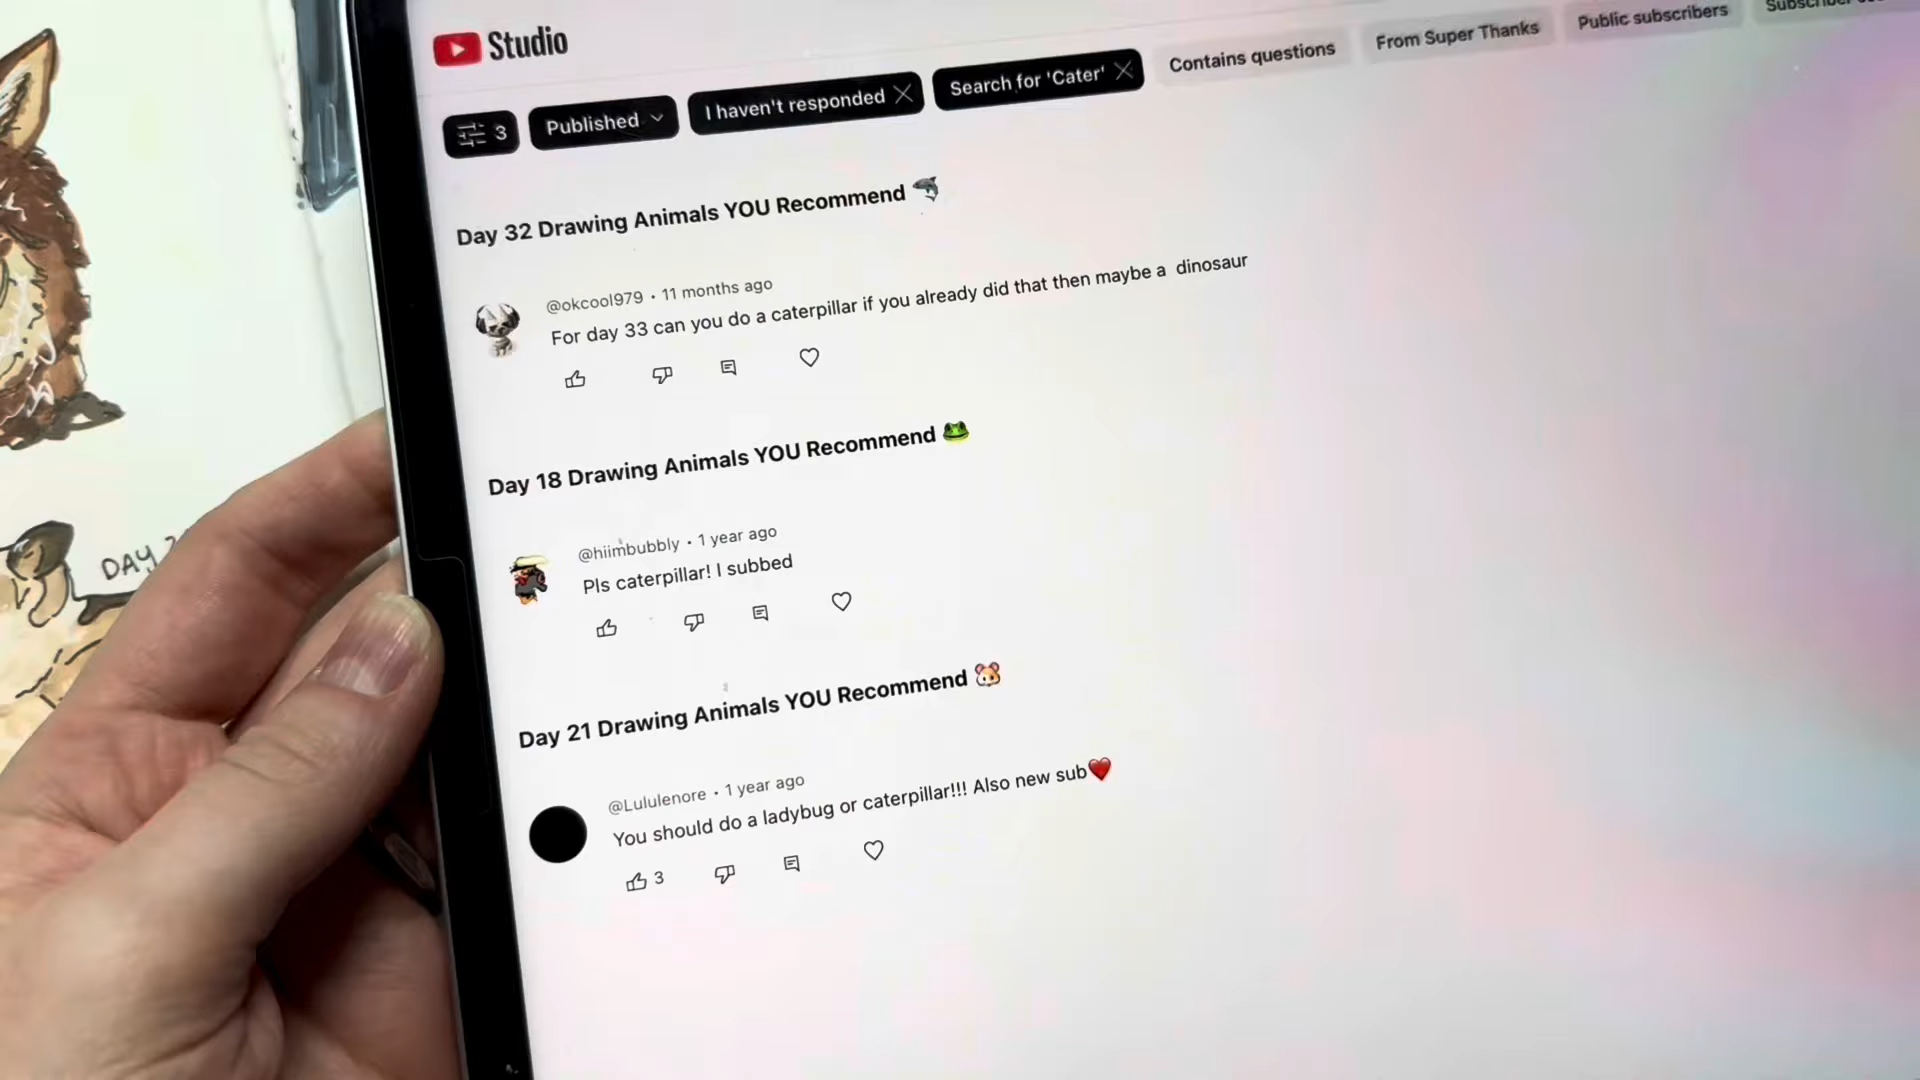 Studio
3
Published
I haven't responded
Search for 'Cater'
Contains questions
From Super Thanks
Public subscribers
Day 32 Drawing Animals YOU Recommend 🦈
@okcool979 • 11 months ago
For day 33 can you do a caterpillar if you already did that then maybe a dinosaur
Day 18 Drawing Animals YOU Recommend 🐸
@hiimbubbly • 1 year ago
Pls caterpillar! I subbed
Day 21 Drawing Animals YOU Recommend 🐹
@Lululenore • 1 year ago
You should do a ladybug or caterpillar!!! Also new sub❤️
3
DAY